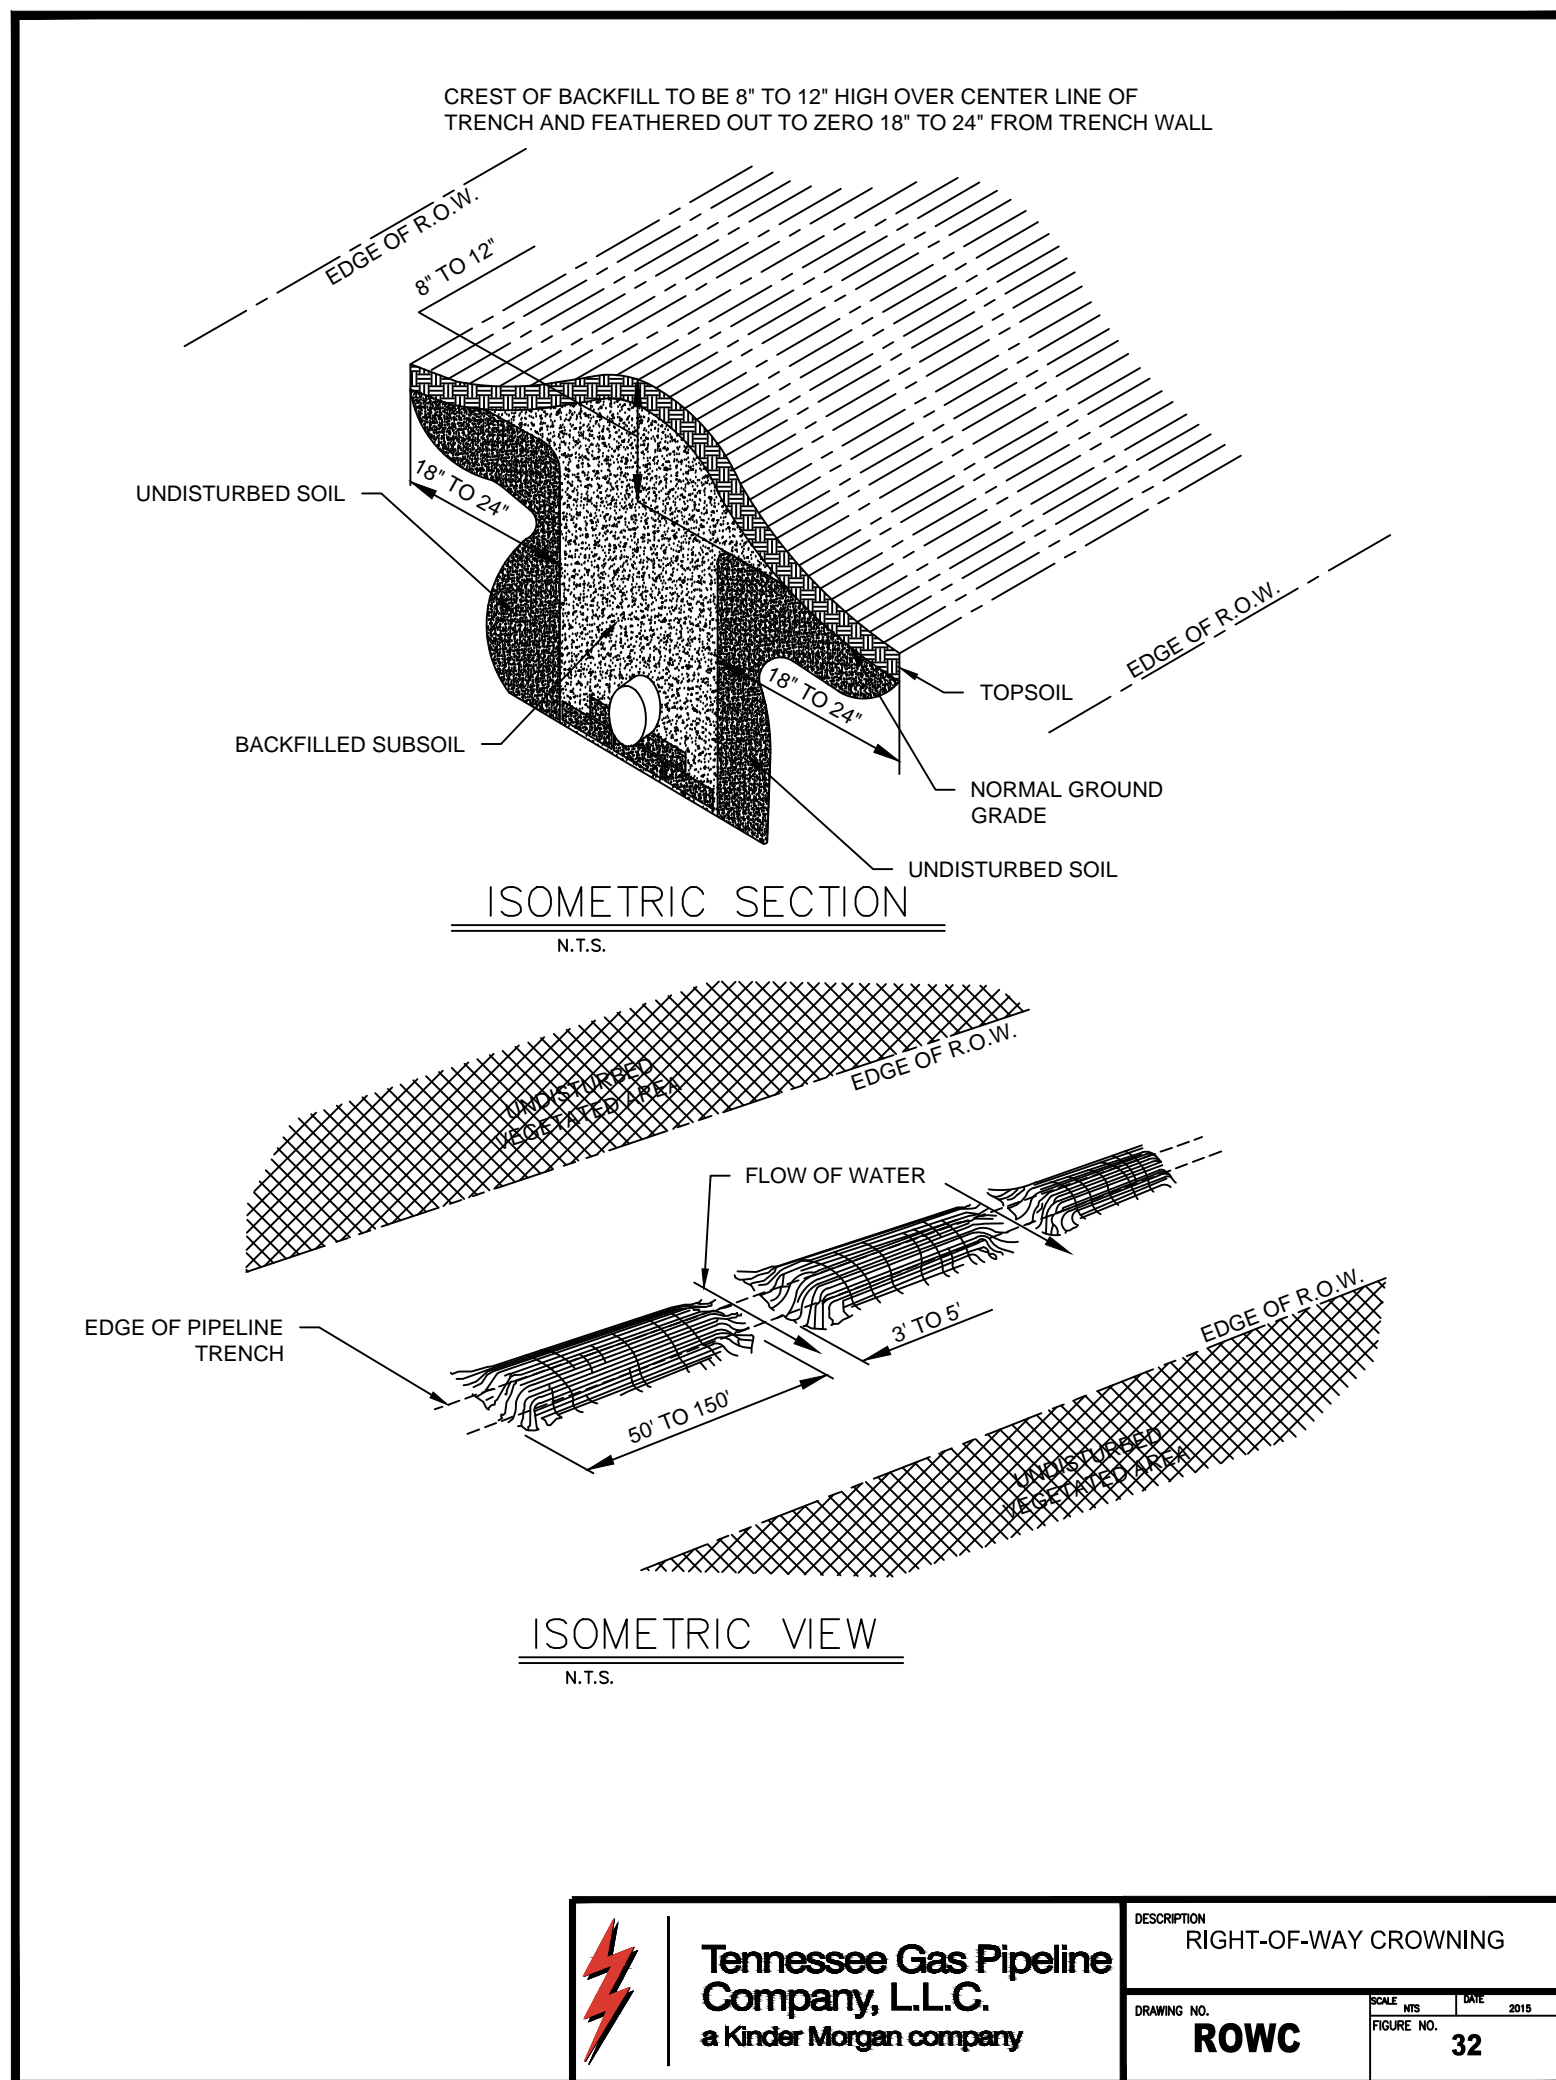 CREST OF BACKFILL TO BE 8" TO 12" HIGH OVER CENTER LINE OF
TRENCH AND FEATHERED OUT TO ZERO 18" TO 24" FROM TRENCH WALL
EDGE OF R.O.W.
8" TO 12"
18" TO 24"
UNDISTURBED SOIL
EDGE OF R.O.W.
18" TO 24"
TOPSOIL
BACKFILLED SUBSOIL
NORMAL GROUND
GRADE
UNDISTURBED SOIL
ISOMETRIC SECTION
N.T.S.
UNDISTURBED
VEGETATED AREA
EDGE OF R.O.W.
FLOW OF WATER
EDGE OF PIPELINE
TRENCH
3' TO 5'
EDGE OF R.O.W.
50' TO 150'
UNDISTURBED
VEGETATED AREA
ISOMETRIC VIEW
N.T.S.
Tennessee Gas Pipeline
Company, L.L.C.
a Kinder Morgan company
DESCRIPTION
RIGHT-OF-WAY CROWNING
DRAWING NO.
ROWC
SCALE
NTS
DATE
2015
FIGURE NO.
32